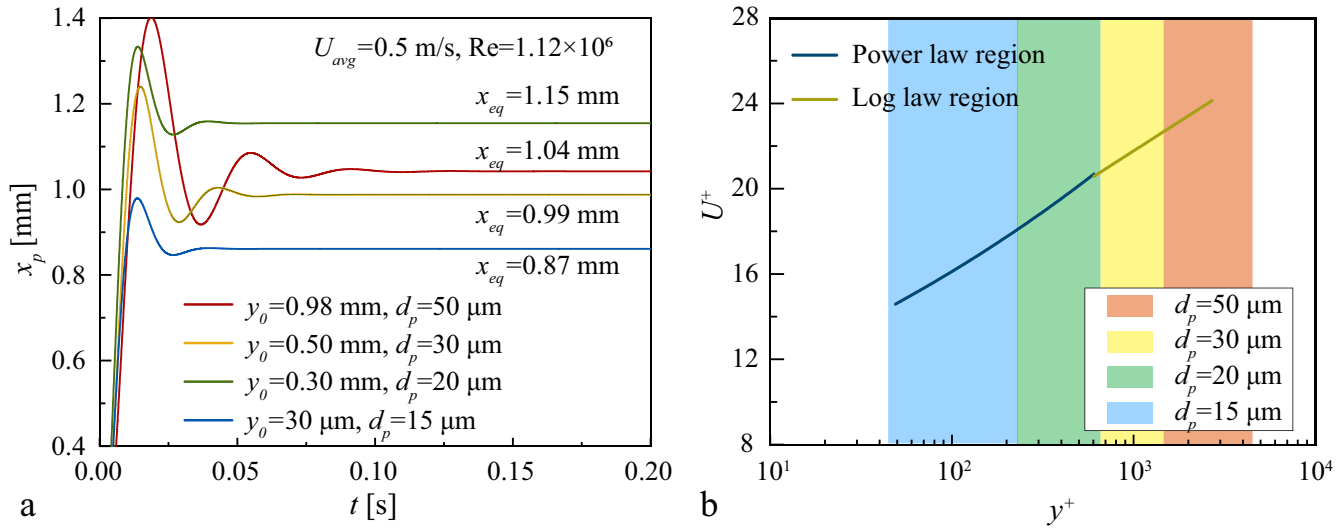 U_avg=0.5 m/s, Re=1.12×10⁶
x_eq=1.15 mm
x_eq=1.04 mm
x_eq=0.99 mm
x_eq=0.87 mm
y_0=0.98 mm, d_p=50 μm
y_0=0.50 mm, d_p=30 μm
y_0=0.30 mm, d_p=20 μm
y_0=30 μm, d_p=15 μm
1.4
1.2
1.0
0.8
0.6
0.4
x_p [mm]
0.00
0.05
0.10
0.15
0.20
t [s]
a
Power law region
Log law region
d_p=50 μm
d_p=30 μm
d_p=20 μm
d_p=15 μm
28
24
20
16
12
8
U⁺
10¹
10²
10³
10⁴
y⁺
b